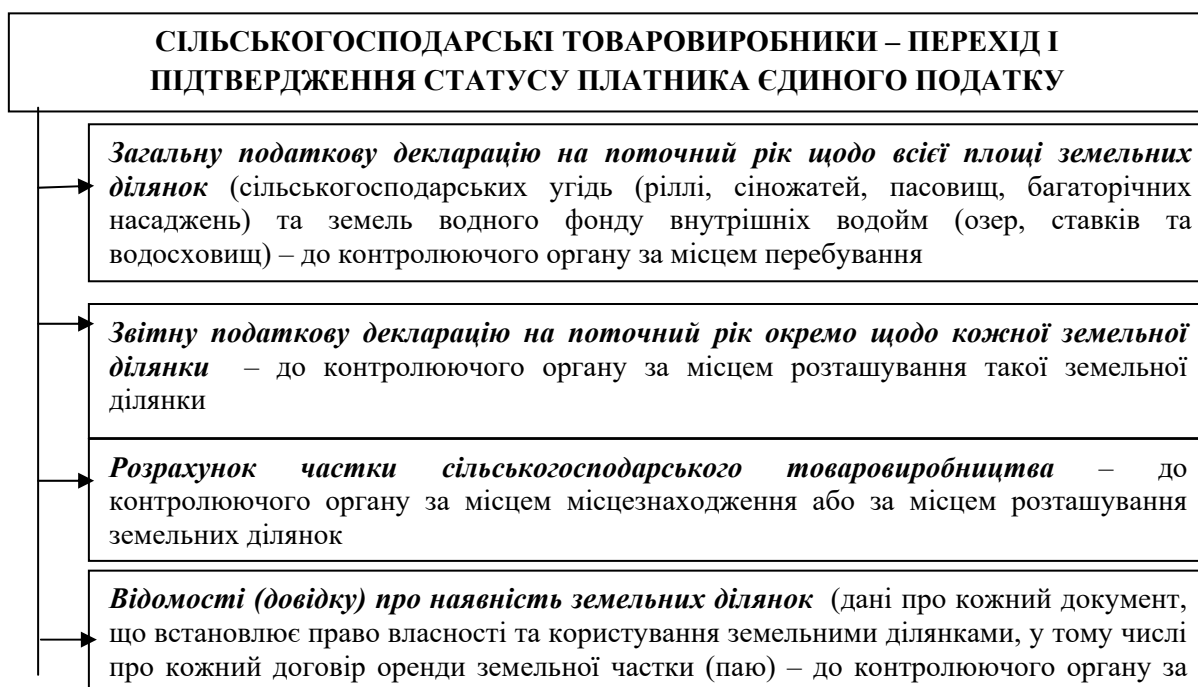 СІЛЬСЬКОГОСПОДАРСЬКІ ТОВАРОВИРОБНИКИ – ПЕРЕХІД І
ПІДТВЕРДЖЕННЯ СТАТУСУ ПЛАТНИКА ЄДИНОГО ПОДАТКУ
Загальну податкову декларацію на поточний рік щодо всієї площі земельних
ділянок (сільськогосподарських угідь (ріллі, сіножатей, пасовищ, багаторічних
насаджень) та земель водного фонду внутрішніх водойм (озер, ставків та
водосховищ) – до контролюючого органу за місцем перебування
Звітну податкову декларацію на поточний рік окремо щодо кожної земельної
ділянки – до контролюючого органу за місцем розташування такої земельної
ділянки
Розрахунок частки сільськогосподарського товаровиробництва – до
контролюючого органу за місцем місцезнаходження або за місцем розташування
земельних ділянок
Відомості (довідку) про наявність земельних ділянок (дані про кожний документ,
що встановлює право власності та користування земельними ділянками, у тому числі
про кожний договір оренди земельної частки (паю) – до контролюючого органу за